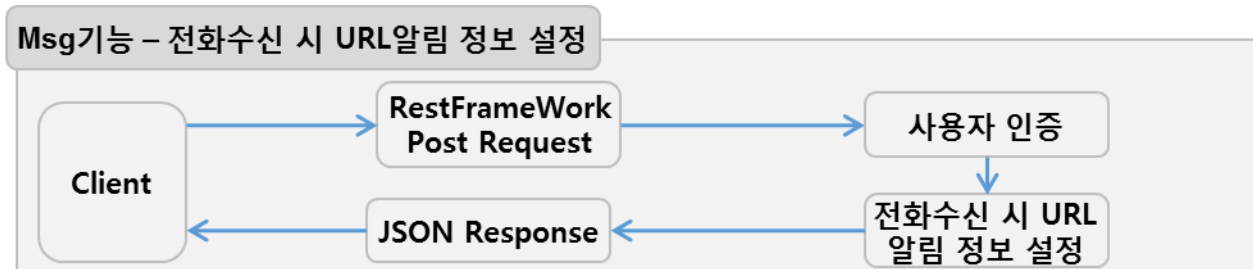 Msg기능 – 전화수신 시 URL알림 정보 설정
RestFrameWork
Post Request
사용자 인증
Client
JSON Response
전화수신 시 URL
알림 정보 설정